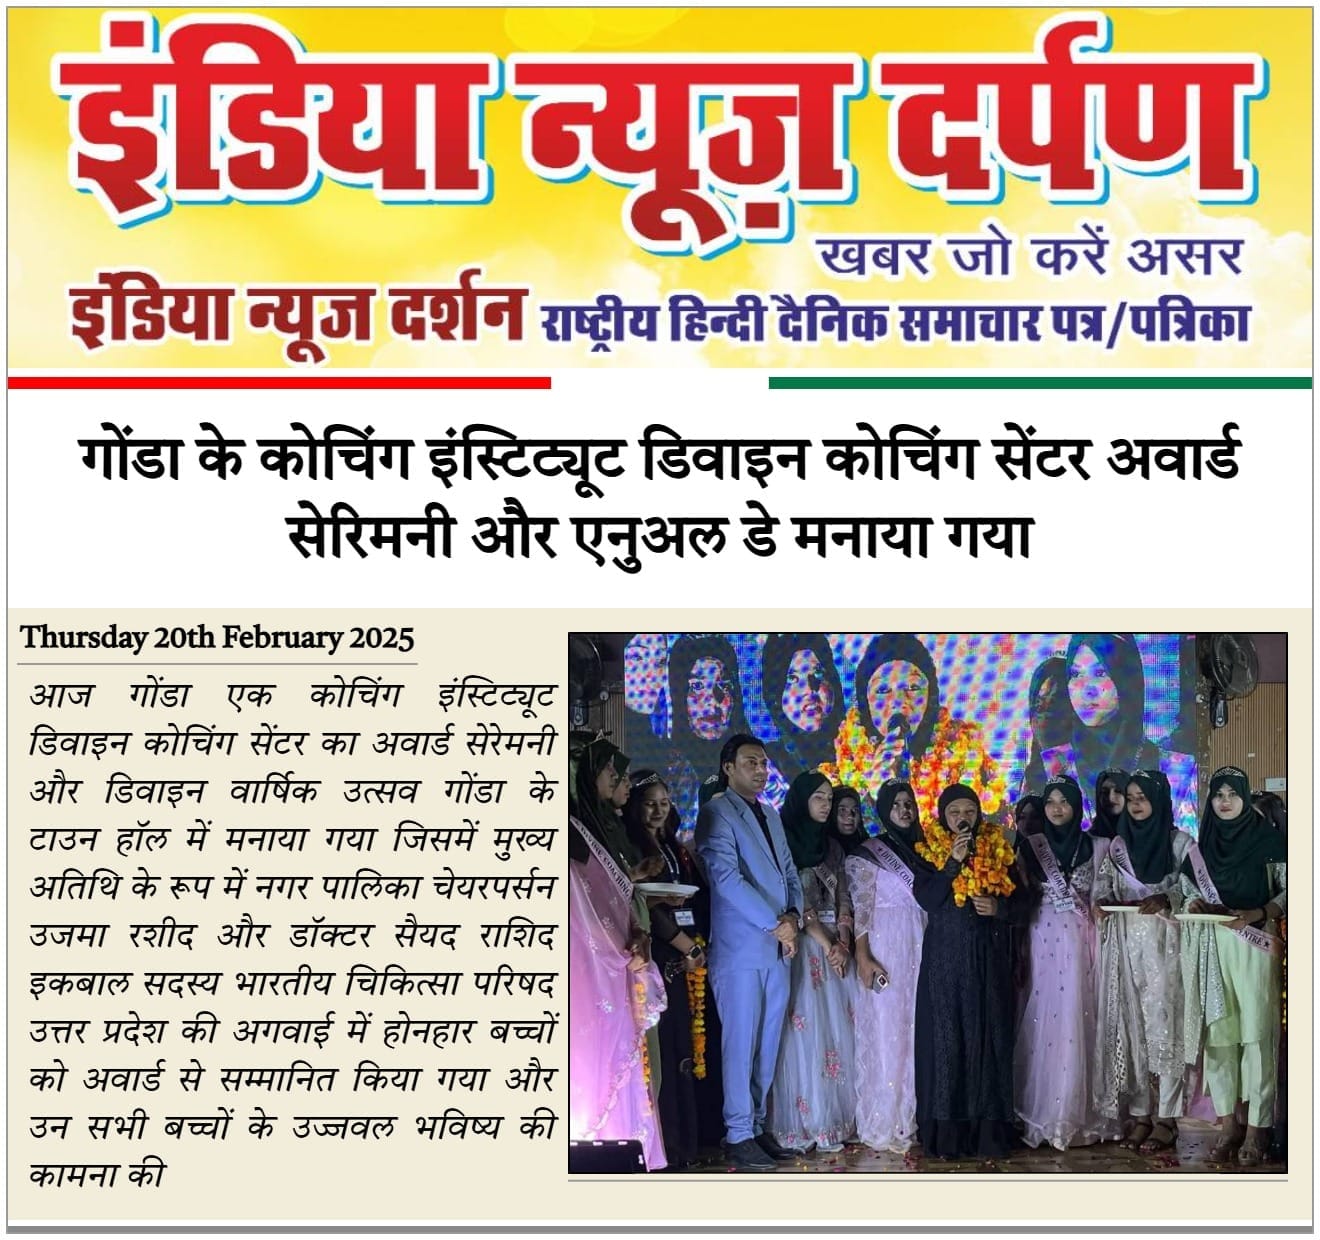 इंडिया न्यूज़ दर्पण
खबर जो करें असर
इंडिया न्यूज दर्शन राष्ट्रीय हिन्दी दैनिक समाचार पत्र/पत्रिका
गोंडा के कोचिंग इंस्टिट्यूट डिवाइन कोचिंग सेंटर अवार्ड
सेरिमनी और एनुअल डे मनाया गया
Thursday 20th February 2025
आज गोंडा एक कोचिंग इंस्टिट्यूट
डिवाइन कोचिंग सेंटर का अवार्ड सेरेमनी
और डिवाइन वार्षिक उत्सव गोंडा के
टाउन हॉल में मनाया गया जिसमें मुख्य
अतिथि के रूप में नगर पालिका चेयरपर्सन
उजमा रशीद और डॉक्टर सैयद राशिद
इकबाल सदस्य भारतीय चिकित्सा परिषद
उत्तर प्रदेश की अगवाई में होनहार बच्चों
को अवार्ड से सम्मानित किया गया और
उन सभी बच्चों के उज्जवल भविष्य की
कामना की
DIVINE COACHING